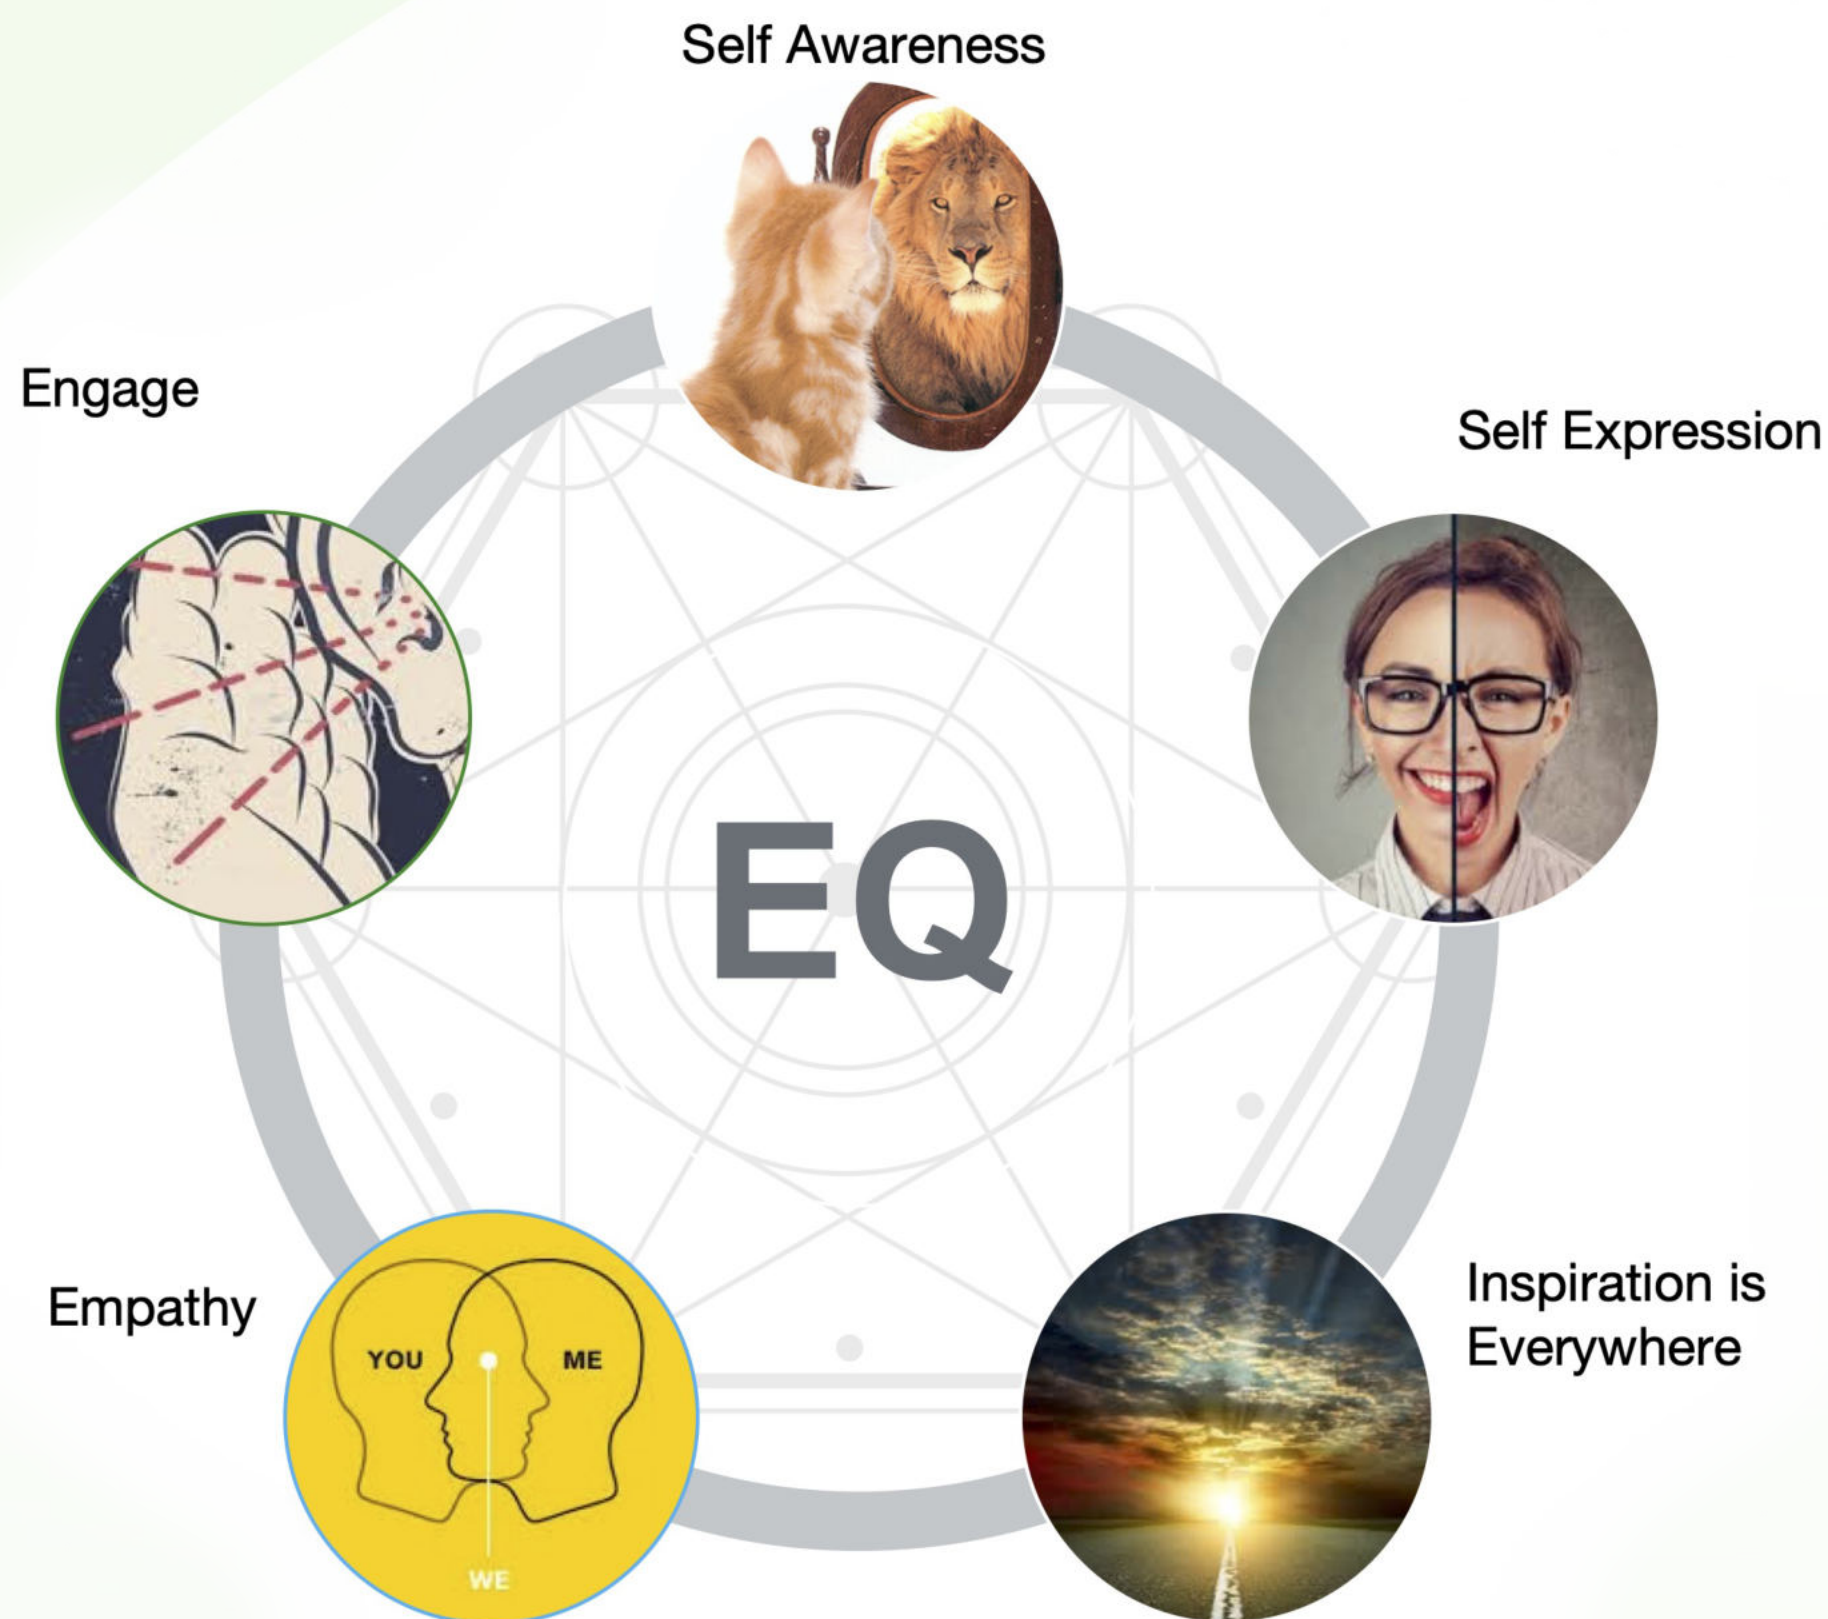 Self Awareness
Engage
Self Expression
EQ
Empathy
YOU
ME
WE
Inspiration is
Everywhere